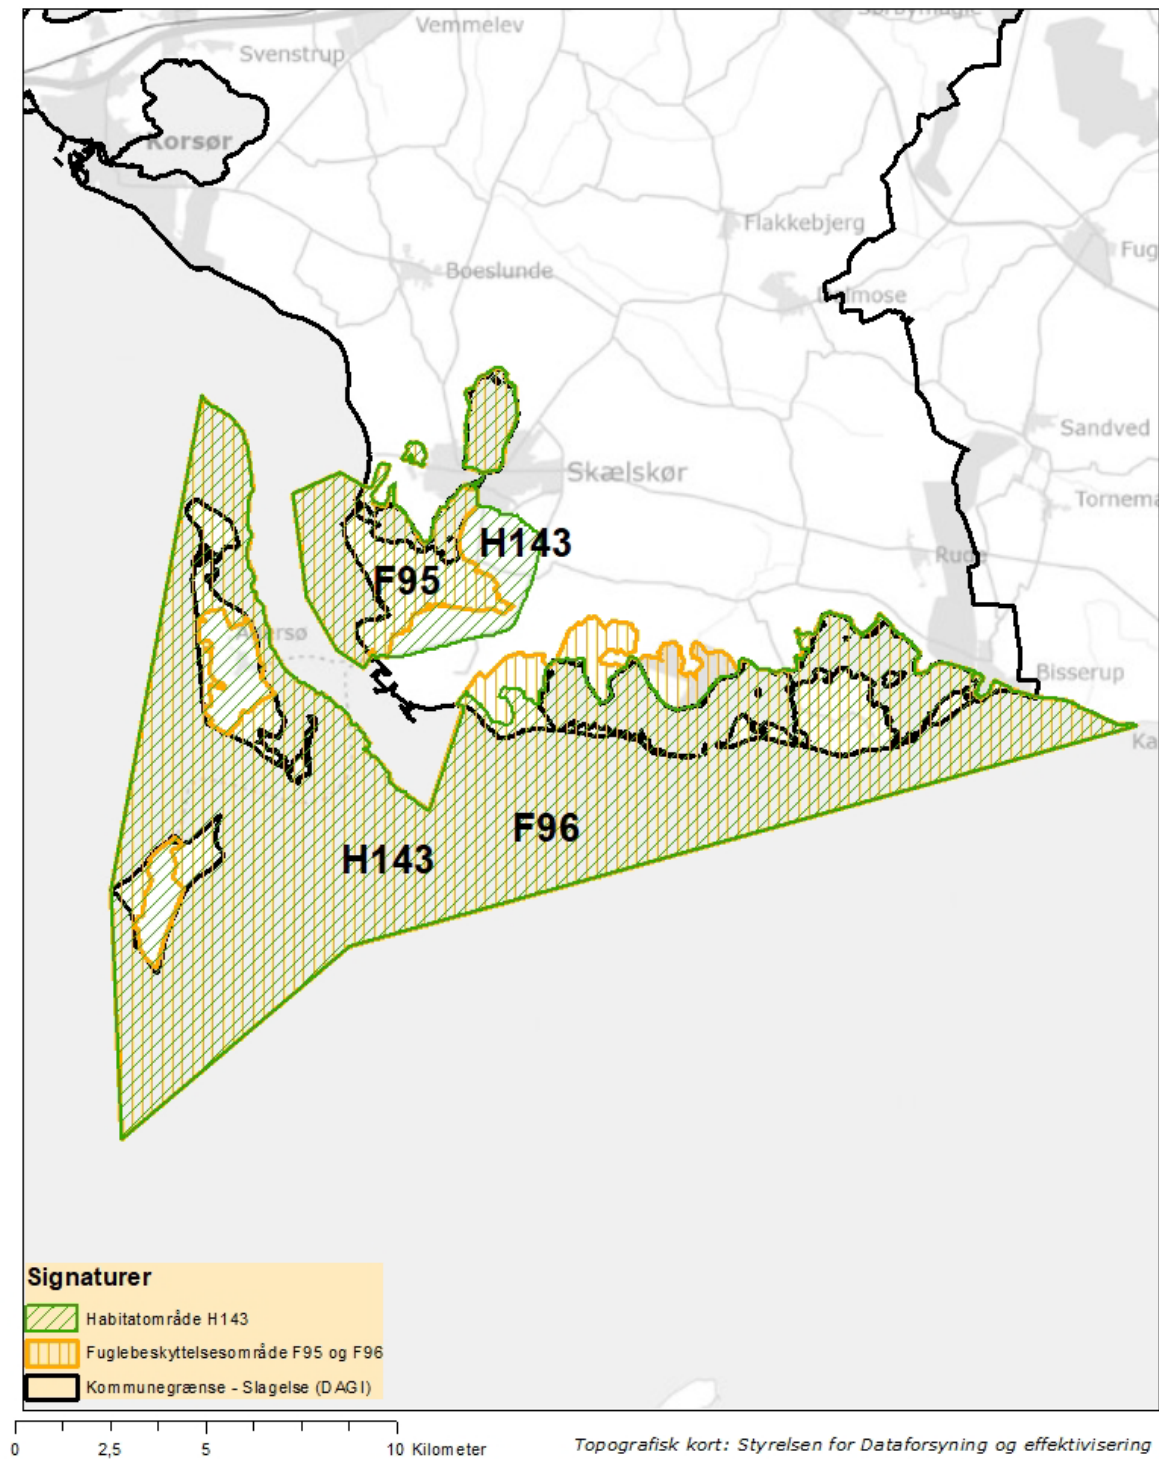 Vemmelev
Svenstrup
Korsør
Flakkebjerg
Fug
Boeslunde
Sandved
Skælskør
Tornema
H143
Rude
F95
Bisserup
Ka
F96
H143
Signaturer
Habitatområde H143
Fuglebeskyttelsesområde F95 og F96
Kommunegrænse - Slagelse (DAGI)
0 2,5 5 10 Kilometer
Topografisk kort: Styrelsen for Dataforsyning og effektivisering